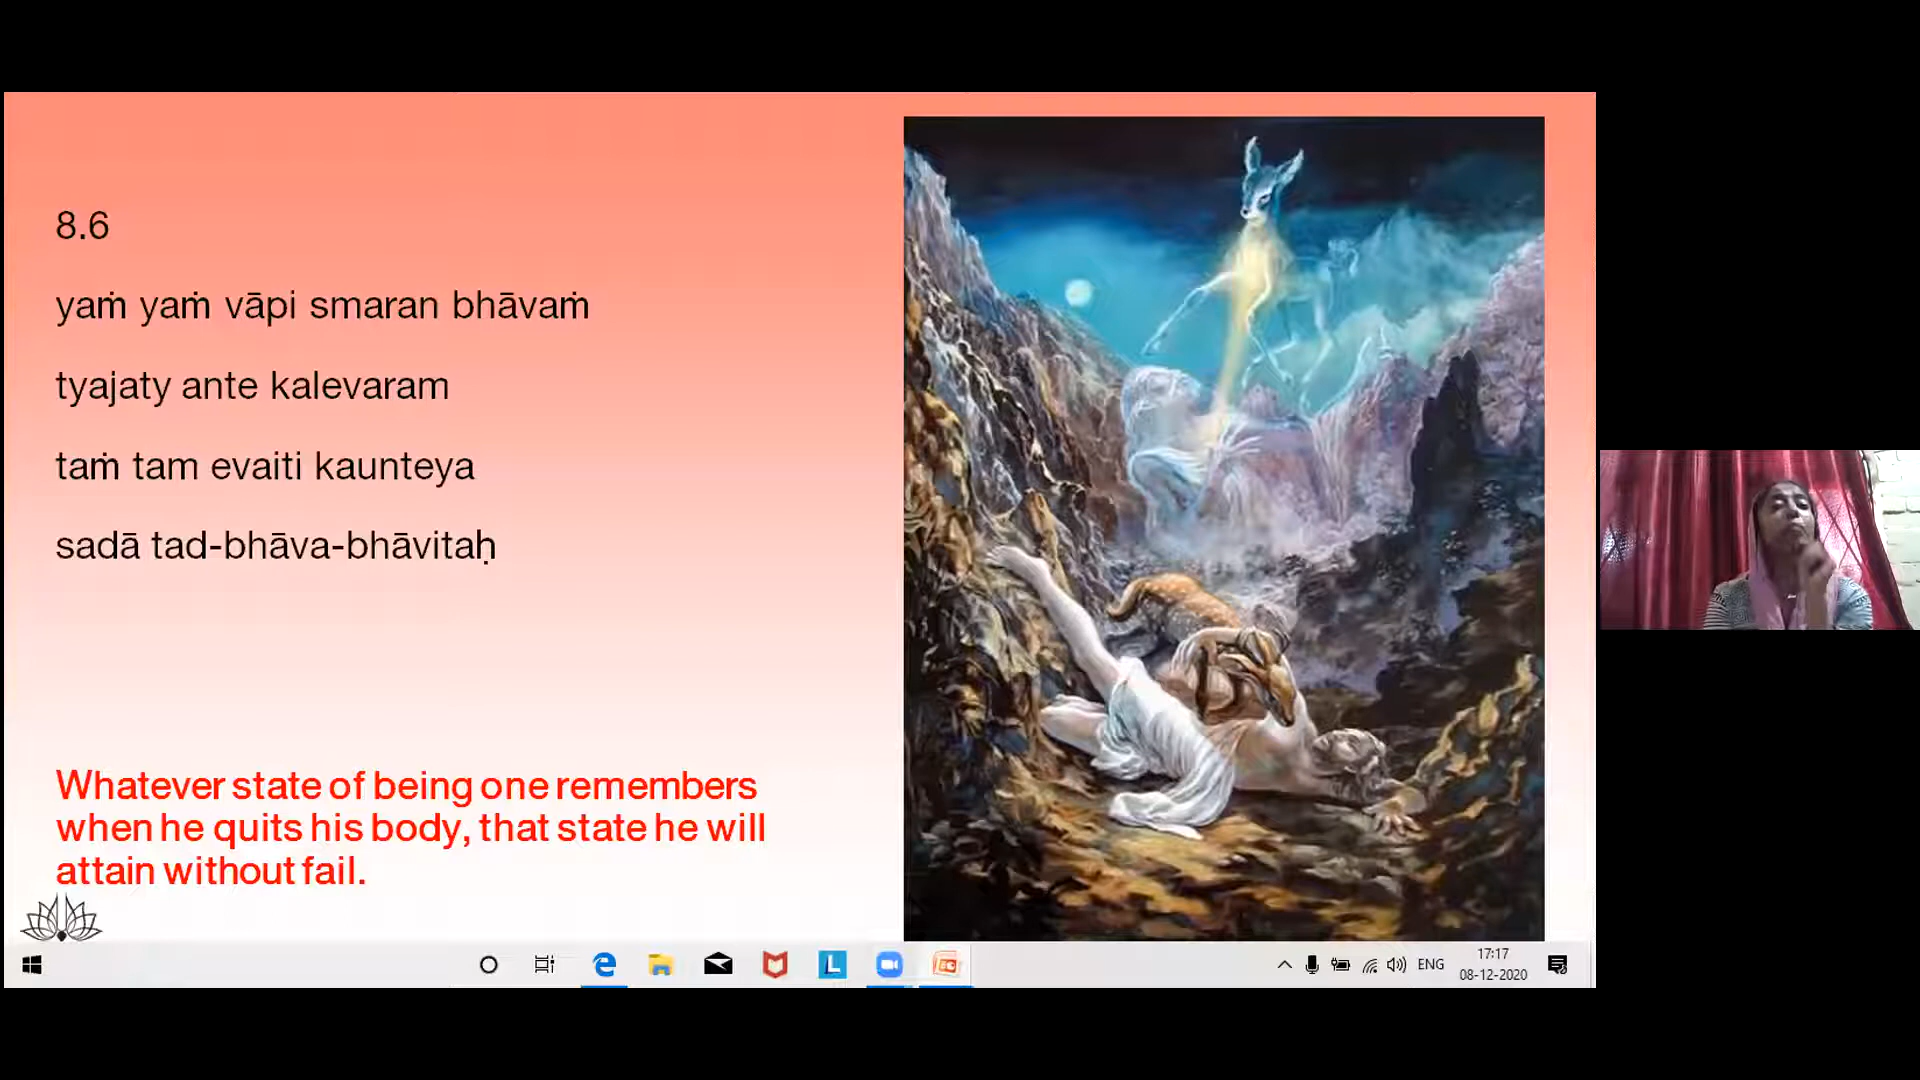 8.6
yaṁ yaṁ vāpi smaran bhāvaṁ
tyajaty ante kalevaram
taṁ tam evaiti kaunteya
sadā tad-bhāva-bhāvitaḥ
Whatever state of being one remembers
when he quits his body, that state he will
attain without fail.
L
ENG
17:17
08-12-2020